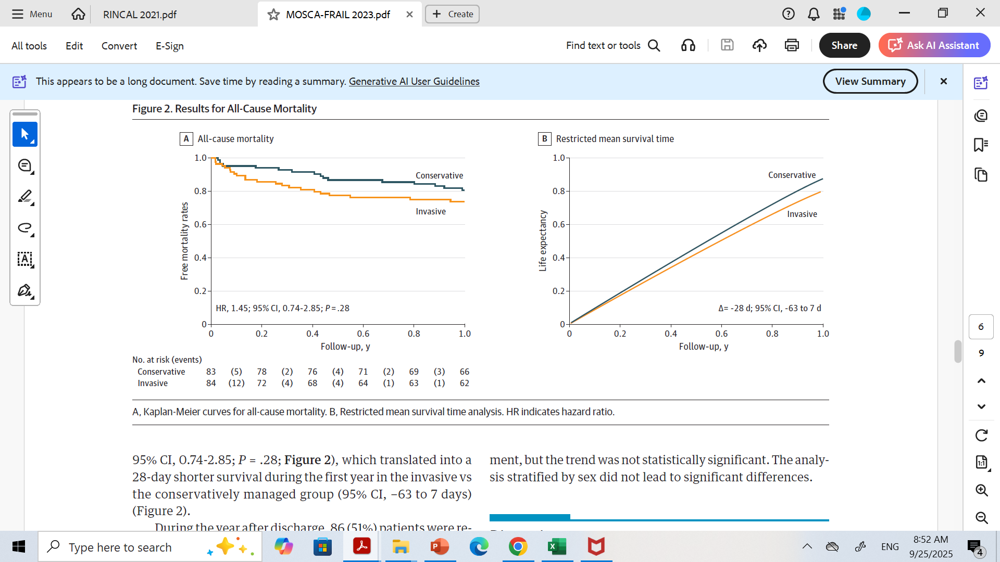 Menu
RINCAL 2021.pdf
MOSCA-FRAIL 2023.pdf
Create
All tools
Edit
Convert
E-Sign
Find text or tools
Share
Ask AI Assistant
This appears to be a long document. Save time by reading a summary. Generative AI User Guidelines
View Summary
Figure 2. Results for All-Cause Mortality
A All-cause mortality
1.0
0.8
0.6
0.4
0.2
0
Free mortality rates
Conservative
Invasive
HR, 1.45; 95% CI, 0.74-2.85; P = .28
0 0.2 0.4 0.6 0.8 1.0
Follow-up, y
No. at risk (events)
Conservative 83 (5) 78 (2) 76 (4) 71 (2) 69 (3) 66
Invasive 84 (12) 72 (4) 68 (4) 64 (1) 63 (1) 62
B Restricted mean survival time
1.0
0.8
0.6
0.4
0.2
0
Life expectancy
Conservative
Invasive
Δ= -28 d; 95% CI, -63 to 7 d
0 0.2 0.4 0.6 0.8 1.0
Follow-up, y
A, Kaplan-Meier curves for all-cause mortality. B, Restricted mean survival time analysis. HR indicates hazard ratio.
95% CI, 0.74-2.85; P = .28; Figure 2), which translated into a
28-day shorter survival during the first year in the invasive vs
the conservatively managed group (95% CI, −63 to 7 days)
(Figure 2).
During the year after discharge, 86 (51%) patients were re-
ment, but the trend was not statistically significant. The analy-
sis stratified by sex did not lead to significant differences.
6
9
1:1
Type here to search
ENG
8:52 AM
9/25/2025
4